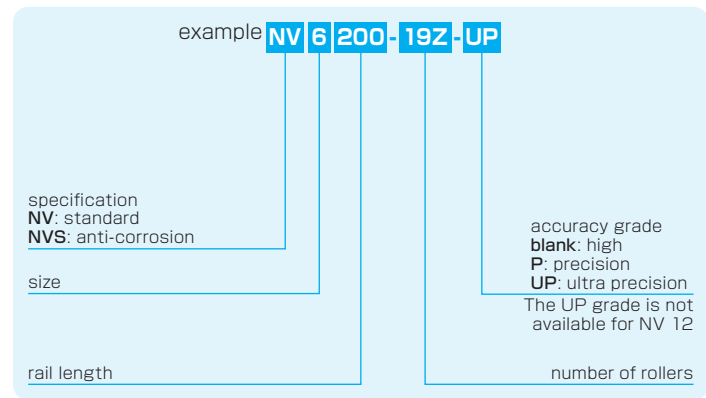 example NV 6 200 - 19Z - UP
specification
NV: standard
NVS: anti-corrosion
size
rail length
accuracy grade
blank: high
P: precision
UP: ultra precision
The UP grade is not
available for NV 12
number of rollers